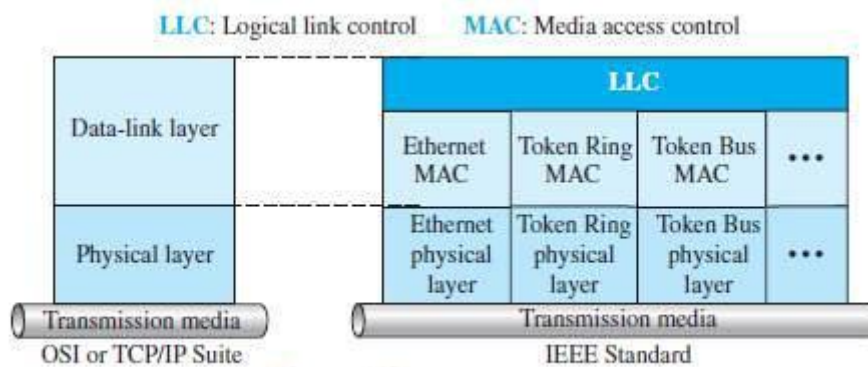 LLC: Logical link control MAC: Media access control
Data-link layer
Physical layer
Transmission media
OSI or TCP/IP Suite
LLC
Ethernet
MAC
Token Ring
MAC
Token Bus
MAC
•••
Ethernet
physical
layer
Token Ring
physical
layer
Token Bus
physical
layer
•••
Transmission media
IEEE Standard